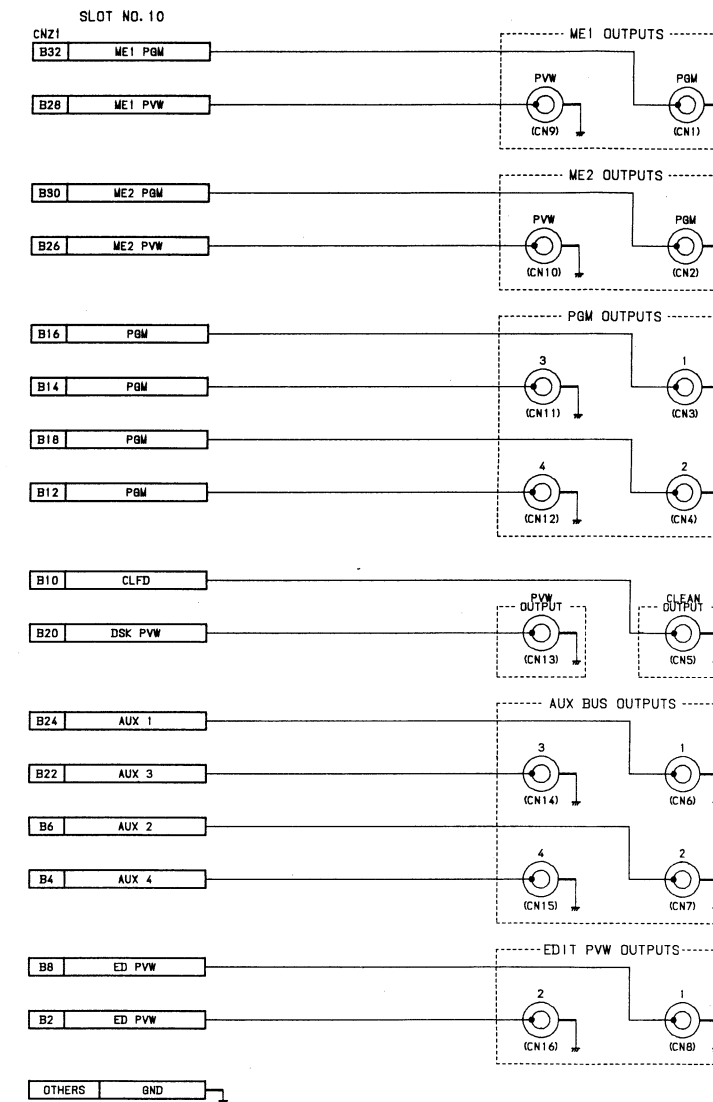 SLOT NO. 10
CNZ1
B32 ME1 PGM
ME1 OUTPUTS
B28 ME1 PVW
PVW
(CN9)
PGM
(CN1)
B30 ME2 PGM
ME2 OUTPUTS
B26 ME2 PVW
PVW
(CN10)
PGM
(CN2)
B16 PGM
PGM OUTPUTS
B14 PGM
3
(CN11)
1
(CN3)
B18 PGM
B12 PGM
4
(CN12)
2
(CN4)
B10 CLFD
B20 DSK PVW
PVW
OUTPUT
(CN13)
CLEAN
OUTPUT
(CN5)
B24 AUX 1
AUX BUS OUTPUTS
B22 AUX 3
3
(CN14)
1
(CN6)
B6 AUX 2
B4 AUX 4
4
(CN15)
2
(CN7)
B8 ED PVW
EDIT PVW OUTPUTS
B2 ED PVW
2
(CN16)
1
(CN8)
OTHERS GND